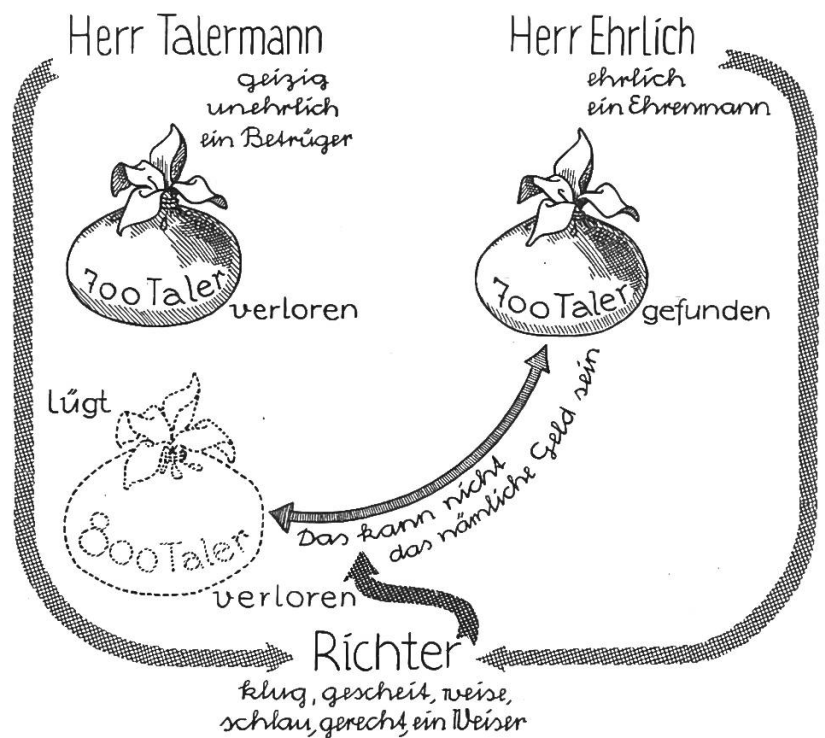 Herr Talermann
geizig
unehrlich
ein Betrüger
700 Taler
verloren
lügt
800 Taler
verloren
Herr Ehrlich
ehrlich
ein Ehrenmann
700 Taler
gefunden
Das kann nicht
das nämliche Geld sein
Richter
klug, gescheit, weise,
schlau, gerecht, ein Weiser